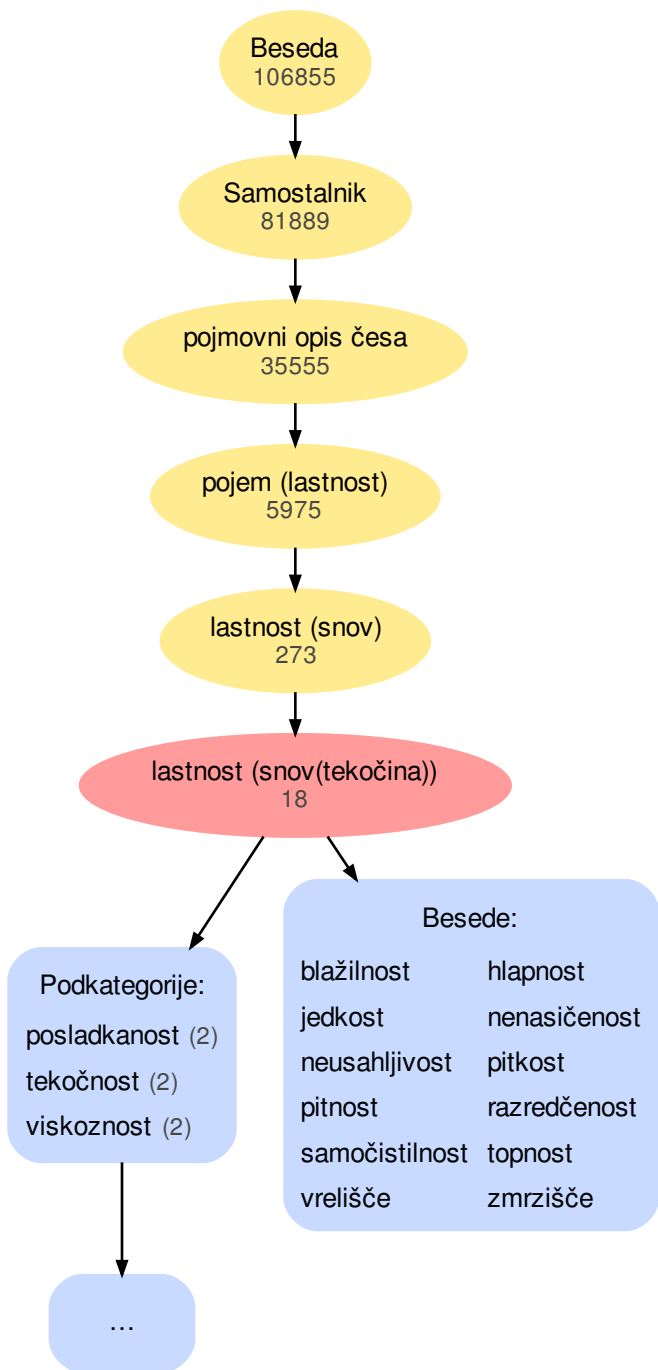 Beseda
106855
Samostalnik
81889
pojmovni opis česa
35555
pojem (lastnost)
5975
lastnost (snov)
273
lastnost (snov(tekočina))
18
Podkategorije:
posladkanost (2)
tekočnost (2)
viskoznost (2)
…
Besede:
blažilnost hlapnost
jedkost nenasičenost
neusahljivost pitkost
pitnost razredčenost
samočistilnost topnost
vrelišče zmrzišče